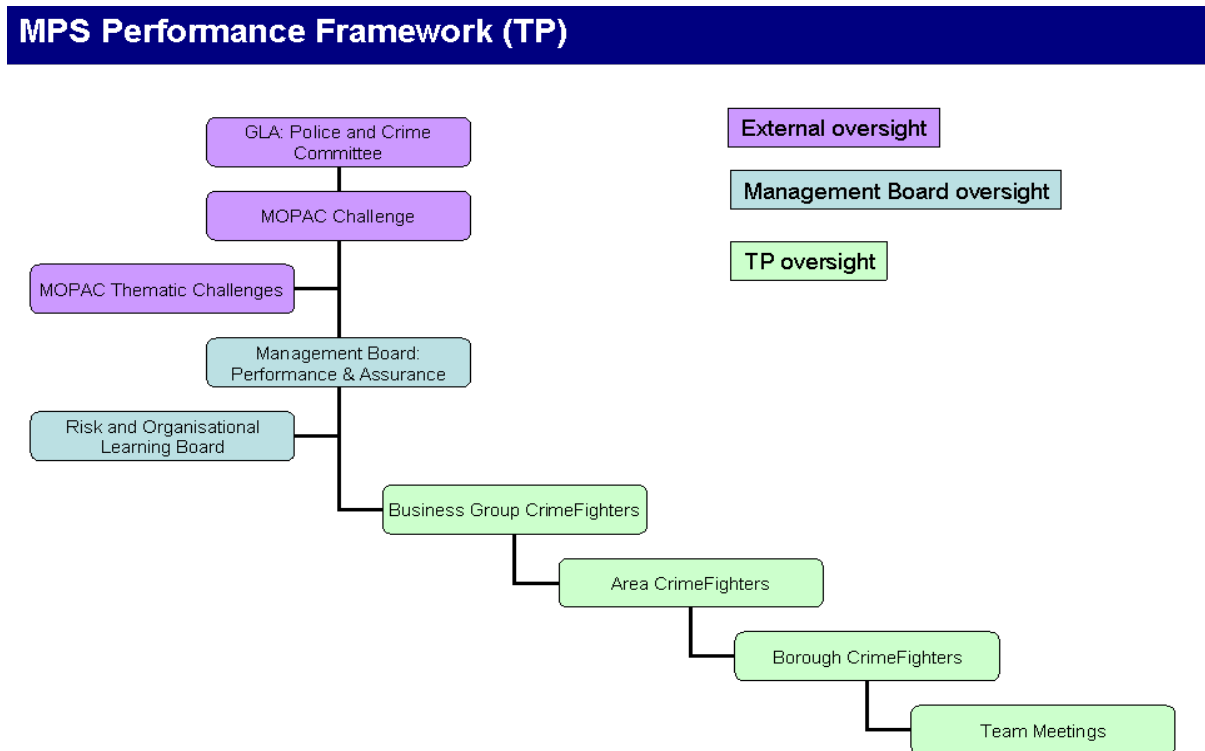 MPS Performance Framework (TP)
GLA: Police and Crime
Committee
External oversight
Management Board oversight
MOPAC Challenge
TP oversight
MOPAC Thematic Challenges
Management Board:
Performance & Assurance
Risk and Organisational
Learning Board
Business Group CrimeFighters
Area CrimeFighters
Borough CrimeFighters
Team Meetings